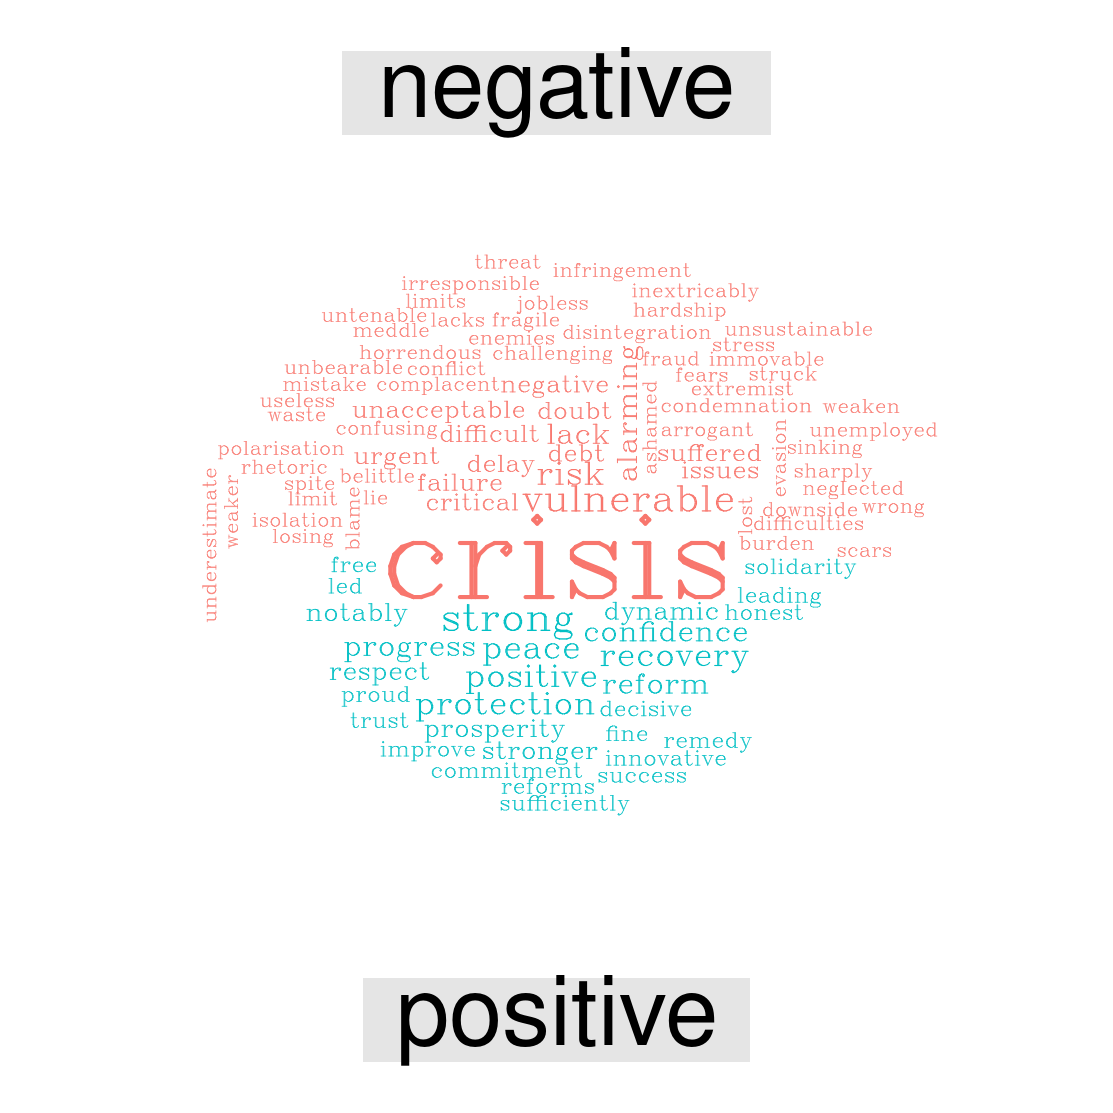 negative
threat
infringement
irresponsible
inextricably
limits
jobless
hardship
untenable
lacks fragile
meddle
enemies
disintegration
unsustainable
stress
horrendous
challenging
fraud immovable
unbearable conflict
fears
struck
mistake
complacent
negative
alarming
extremist
useless
ashamed
condemnation
weaken
waste
unacceptable
doubt
confusing
difficult
lack
arrogant
evasion
unemployed
polarisation
urgent
debt
suffered
sinking
rhetoric
delay
risk
issues
sharply
spite
belittle
failure
neglected
underestimate
weaker
limit
lie
critical
vulnerable
lost
downside
wrong
isolation
blame
difficulties
losing
burden
scars
crisis
free
solidarity
led
leading
notably
strong
dynamic
honest
confidence
progress
peace
recovery
respect
positive
reform
proud
protection
decisive
trust
prosperity
fine
remedy
improve
stronger
innovative
commitment
success
reforms
sufficiently
positive